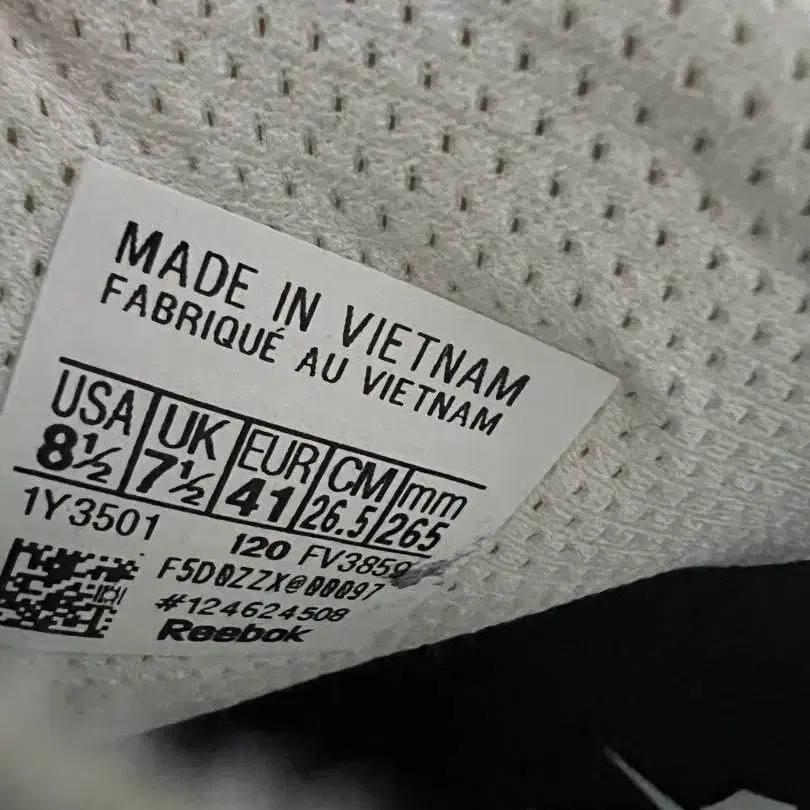 MADE IN VIETNAM
FABRIQUÉ AU VIETNAM
USA UK EUR CM mm
8½ 7½ 41 26.5 265
1Y3501 I20 FV3859
F5D0ZZX@00097
#124624508
Reebok